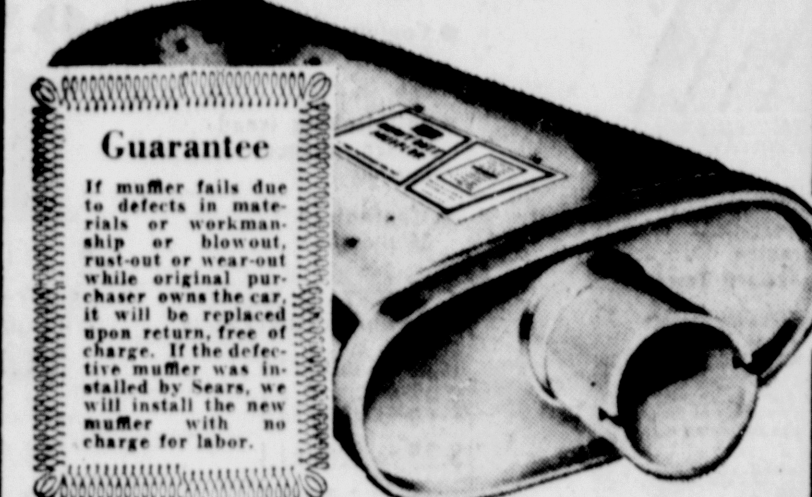 Guarantee
If muffler fails due
to defects in mate-
rials or workman-
ship or blowout,
rust-out or wear-out
while original pur-
chaser owns the car,
it will be replaced
upon return, free of
charge. If the defec-
tive muffler was in-
stalled by Sears, we
will install the new
muffler with no
charge for labor.